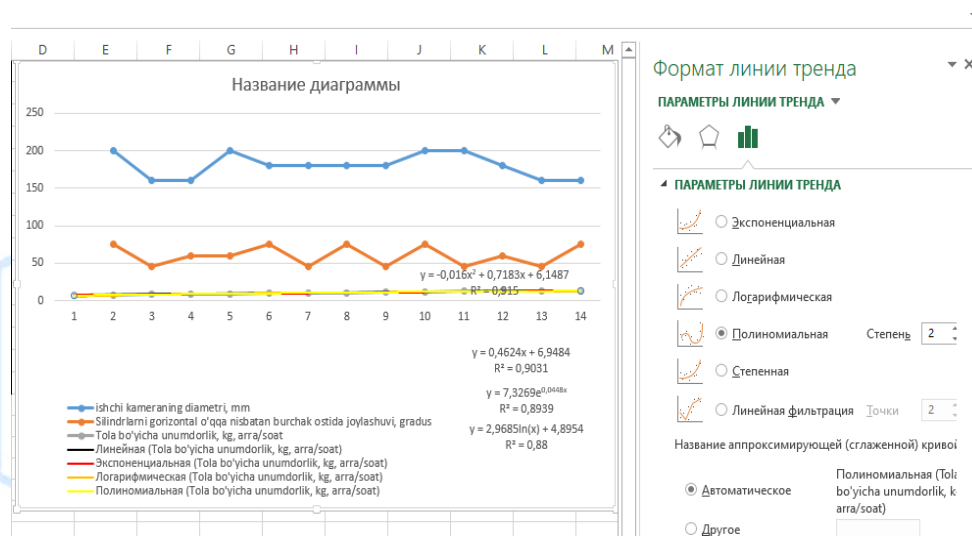 D E F G H I J K L M
Название диаграммы
250
200
150
100
50
0
1 2 3 4 5 6 7 8 9 10 11 12 13 14
y = -0,016x² + 0,7183x + 6,1487
R² = 0,915
y = 0,4624x + 6,9484
R² = 0,9031
y = 7,3269e^0,0448x
R² = 0,8939
y = 2,9685ln(x) + 4,8954
R² = 0,88
ishchi kameraning diametri, mm
Silindrlarni gorizontal o'qqa nisbatan burchak ostida joylashuvi, gradus
Tola bo'yicha unumdorlik, kg, arra/soat
Линейная (Tola bo'yicha unumdorlik, kg, arra/soat)
Экспоненциальная (Tola bo'yicha unumdorlik, kg, arra/soat)
Логарифмическая (Tola bo'yicha unumdorlik, kg, arra/soat)
Полиномиальная (Tola bo'yicha unumdorlik, kg, arra/soat)
Формат линии тренда
ПАРАМЕТРЫ ЛИНИИ ТРЕНДА
ПАРАМЕТРЫ ЛИНИИ ТРЕНДА
Экспоненциальная
Линейная
Логарифмическая
Полиномиальная Степень 2
Степенная
Линейная фильтрация Точки 2
Название аппроксимирующей (сглаженной)
Автоматическое
Полиномиальная (Tola
bo'yicha unumdorlik, k
arra/soat)
Другое